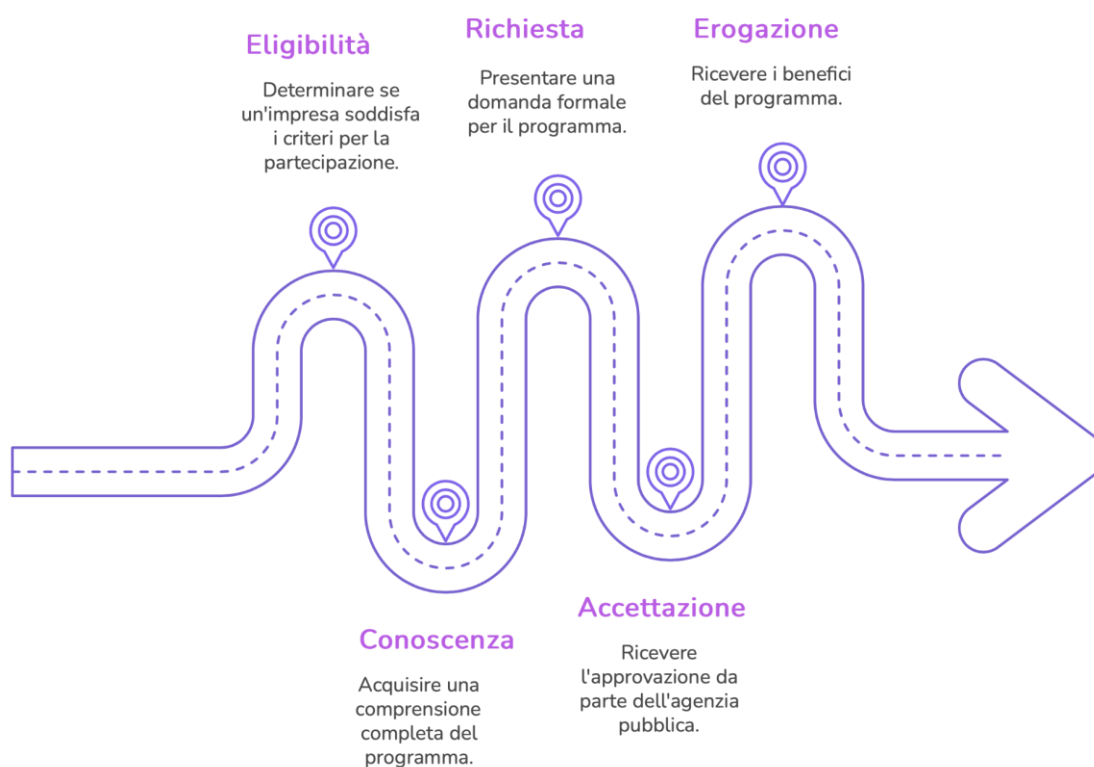 Eligibilità
Determinare se
un'impresa soddisfa
i criteri per la
partecipazione.
Conoscenza
Acquisire una
comprensione
completa del
programma.
Richiesta
Presentare una
domanda formale
per il programma.
Accettazione
Ricevere
l'approvazione da
parte dell'agenzia
pubblica.
Erogazione
Ricevere i benefici
del programma.